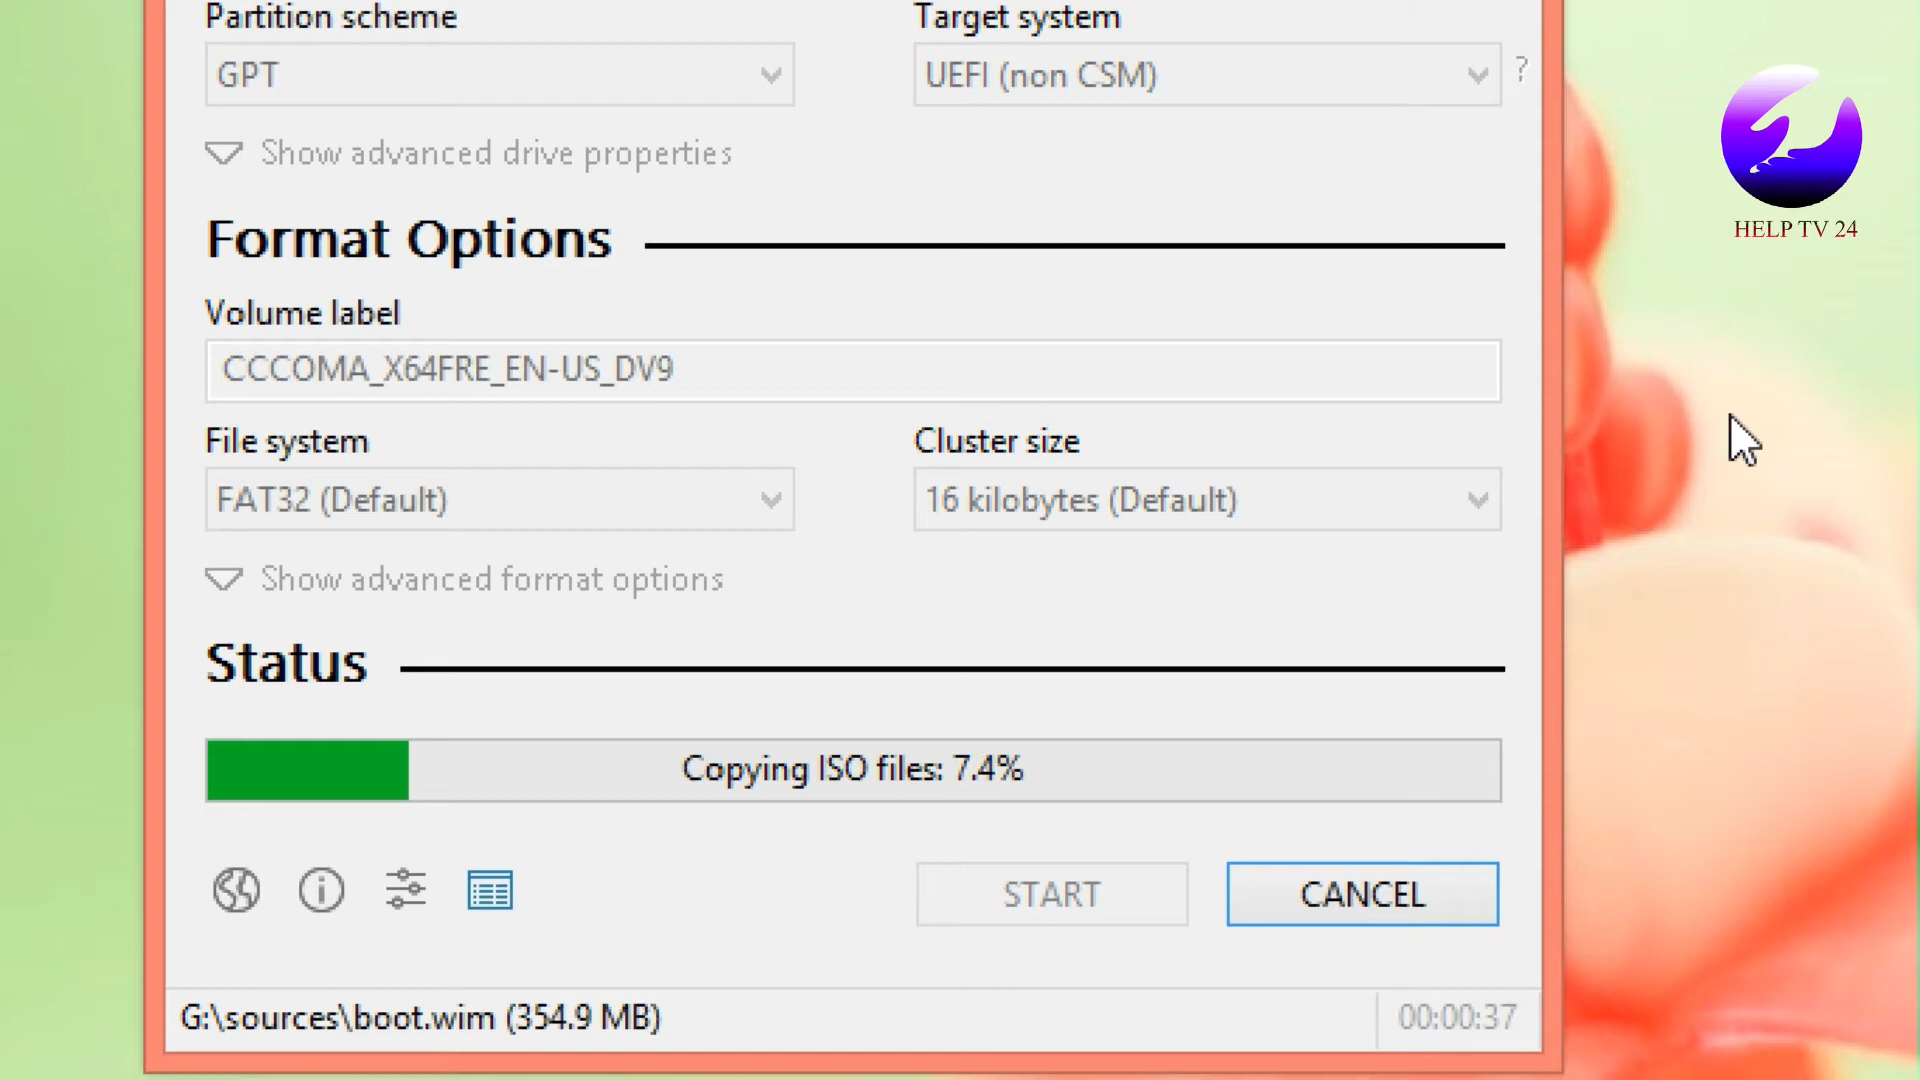 Partition scheme
Target system
GPT
UEFI (non CSM)
?
Show advanced drive properties
HELP TV 24
Format Options
Volume label
CCCOMA_X64FRE_EN-US_DV9
File system
Cluster size
FAT32 (Default)
16 kilobytes (Default)
Show advanced format options
Status
Copying ISO files: 7.4%
START
CANCEL
G:\sources\boot.wim (354.9 MB)
00:00:37